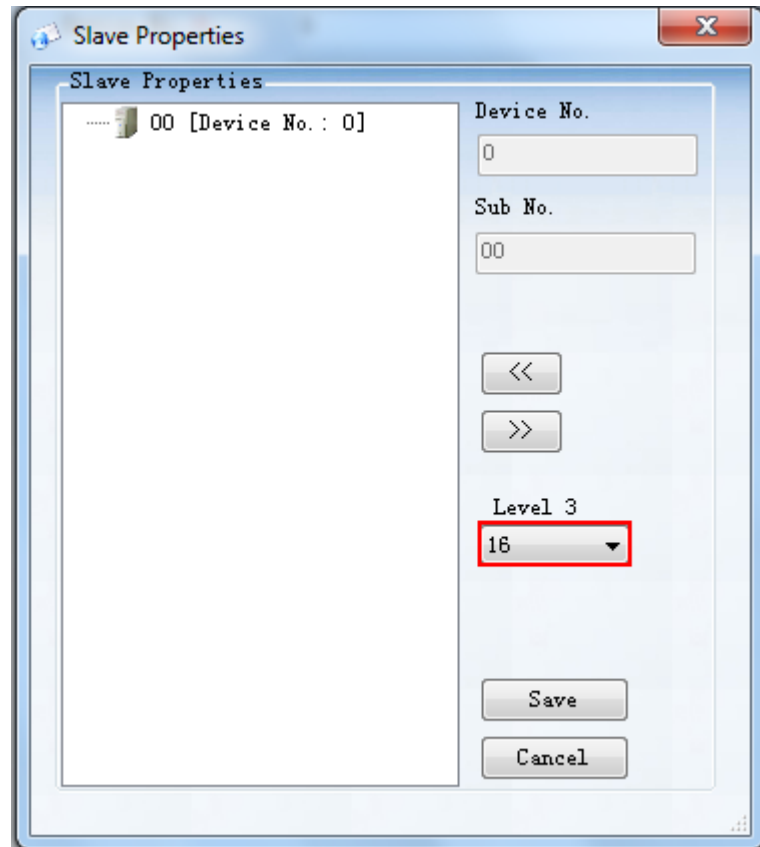 Slave Properties
X
Slave Properties
00 [Device No.: 0]
Device No.
0
Sub No.
00
<<
>>
Level 3
16
Save
Cancel